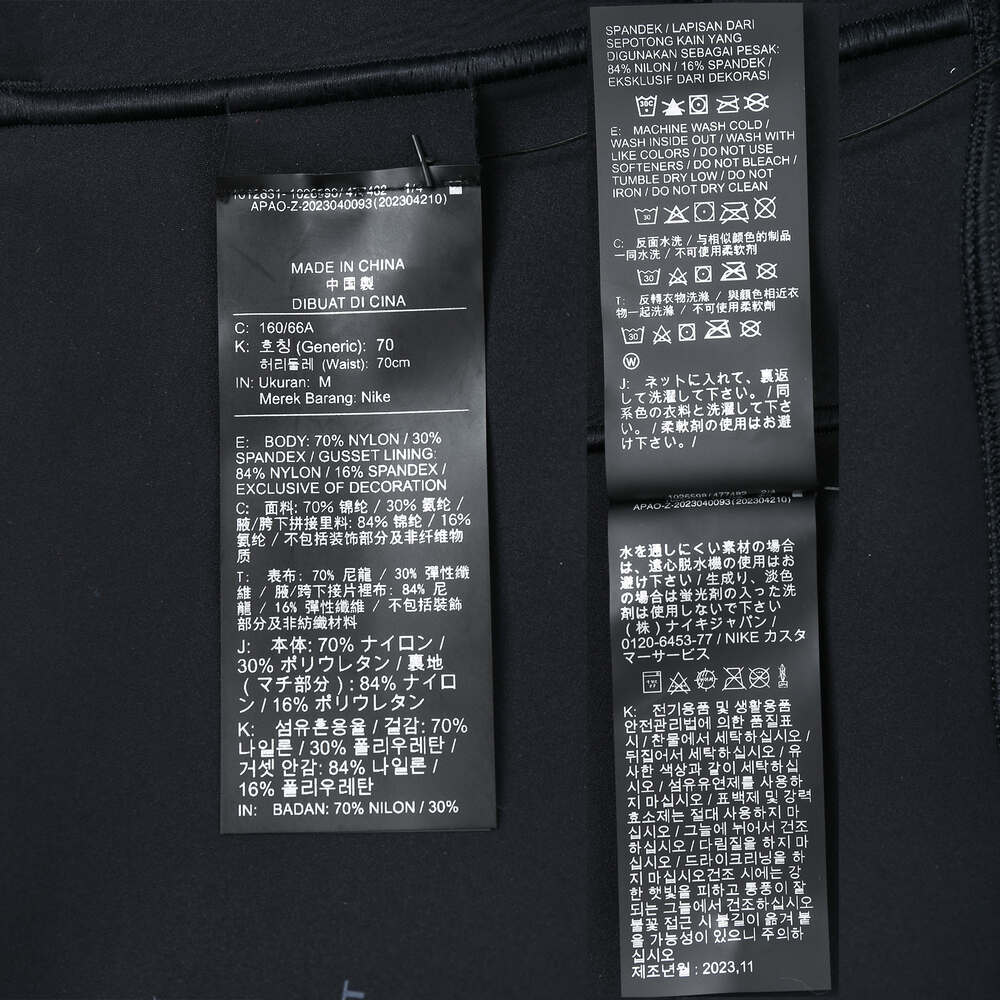 APAO-Z-2023040093(202304210)
MADE IN CHINA
中国製
DIBUAT DI CINA
C: 160/66A
K: 호칭 (Generic): 70
허리둘레 (Waist): 70cm
IN: Ukuran: M
Merek Barang: Nike
E: BODY: 70% NYLON / 30%
SPANDEX / GUSSET LINING:
84% NYLON / 16% SPANDEX /
EXCLUSIVE OF DECORATION
C: 面料: 70% 锦纶 / 30% 氨纶 /
腋/胯下拼接里料: 84% 锦纶 / 16%
氨纶 / 不包括装饰部分及非纤维物
质
T: 表布: 70% 尼龍 / 30% 彈性纖
維 / 腋/胯下接片裡布: 84% 尼
龍 / 16% 彈性纖維 / 不包括裝飾
部分及非紡織材料
J: 本体: 70% ナイロン /
30% ポリウレタン / 裏地
(マチ部分): 84% ナイロ
ン / 16% ポリウレタン
K: 섬유혼용율 / 겉감: 70%
나일론 / 30% 폴리우레탄 /
거셋 안감: 84% 나일론 /
16% 폴리우레탄
IN: BADAN: 70% NILON / 30%
SPANDEK / LAPISAN DARI
SEPOTONG KAIN YANG
DIGUNAKAN SEBAGAI PESAK:
84% NILON / 16% SPANDEK /
EKSKLUSIF DARI DEKORASI
30C
E: MACHINE WASH COLD /
WASH INSIDE OUT / WASH WITH
LIKE COLORS / DO NOT USE
SOFTENERS / DO NOT BLEACH /
TUMBLE DRY LOW / DO NOT
IRON / DO NOT DRY CLEAN
30
C: 反面水洗 / 与相似颜色的制品
一同水洗 / 不可使用柔软剂
30
T: 反轉衣物洗滌 / 與顏色相近衣
物一起洗滌 / 不可使用柔軟劑
30
W
J: ネットに入れて、裏返
して洗濯して下さい。/ 同
系色の衣料と洗濯して下さ
い。/ 柔軟剤の使用はお避
け下さい。/
APAO-Z-2023040093(202304210)
水を通しにくい素材の場合
は、遠心脱水機の使用はお
避け下さい / 生成り、淡色
の場合は蛍光剤の入った洗
剤は使用しないで下さい
(株) ナイキジャパン /
0120-6453-77 / NIKE カスタ
マーサービス
K: 전기용품 및 생활용품
안전관리법에 의한 품질표
시 / 찬물에서 세탁하십시오 /
뒤집어서 세탁하십시오 / 유
사한 색상과 같이 세탁하십
시오 / 섬유유연제를 사용하
지 마십시오 / 표백제 및 강력
효소제는 절대 사용하지 마
십시오 / 그늘에 뉘어서 건조
하십시오 / 다림질을 하지 마
십시오 / 드라이크리닝을 하
지 마십시오건조 시에는 강
한 햇빛을 피하고 통풍이 잘
되는 그늘에서 건조하십시오
불꽃 접근 시 불길이 옮겨 붙
을 가능성이 있으니 주의하
십시오
제조년월 : 2023,11